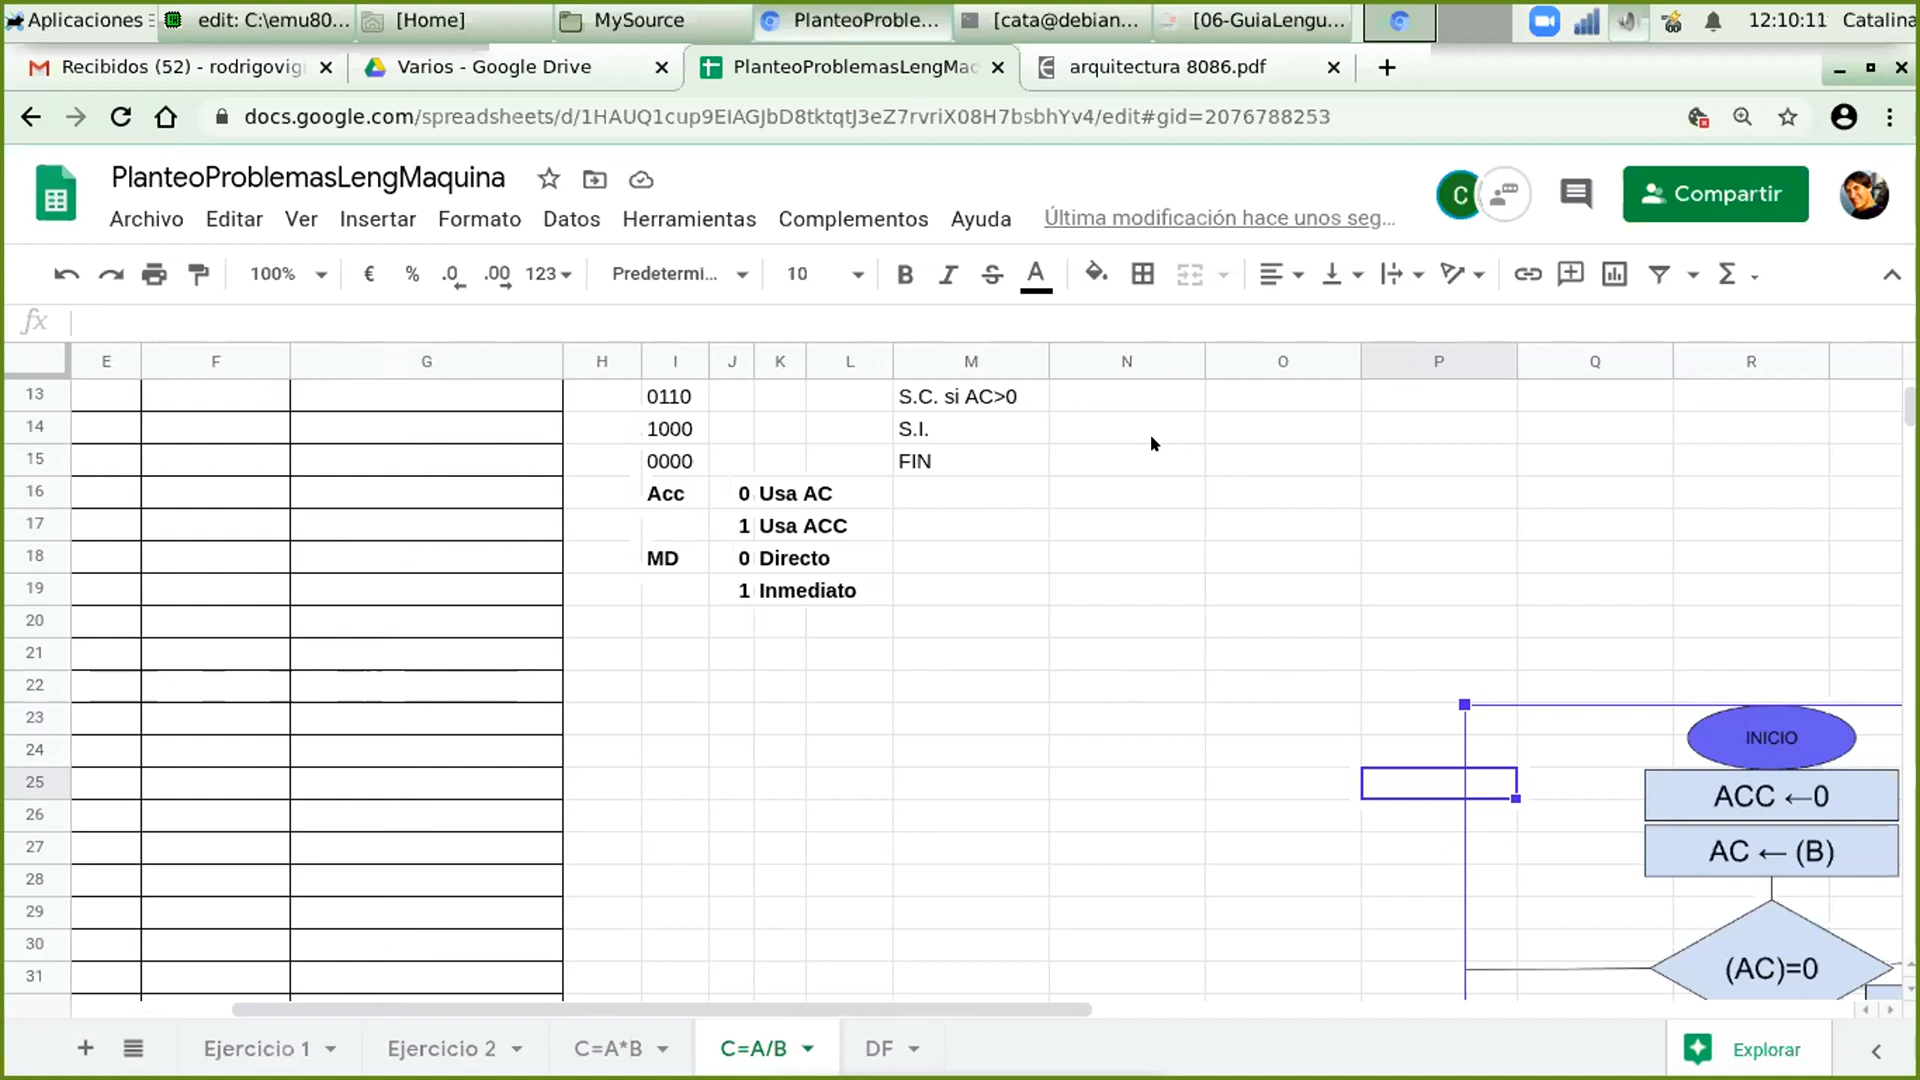 Aplicaciones
edit: C:\emu80...
[Home]
MySource
PlanteoProble...
[cata@debian...
[06-GuiaLengu...
12:10:11
Catalina
Recibidos (52) - rodrigovig
Varios - Google Drive
PlanteoProblemasLengMac
arquitectura 8086.pdf
docs.google.com/spreadsheets/d/1HAUQ1cup9EIAGJbD8tktqtJ3eZ7rvriX08H7bsbhYv4/edit#gid=2076788253
PlanteoProblemasLengMaquina
C
Compartir
Archivo Editar Ver Insertar Formato Datos Herramientas Complementos Ayuda Última modificación hace unos seg...
100% € % .0 .00 123 Predetermi... 10 B I S A Σ
fx
E F G H I J K L M N O P Q R
13 0110 S.C. si AC>0
14 1000 S.I.
15 0000 FIN
16 Acc 0 Usa AC
17 1 Usa ACC
18 MD 0 Directo
19 1 Inmediato
20
21
22
23
24 INICIO
25 ACC ←0
26
27 AC ← (B)
28
29
30
31 (AC)=0
Ejercicio 1 Ejercicio 2 C=A*B C=A/B DF Explorar